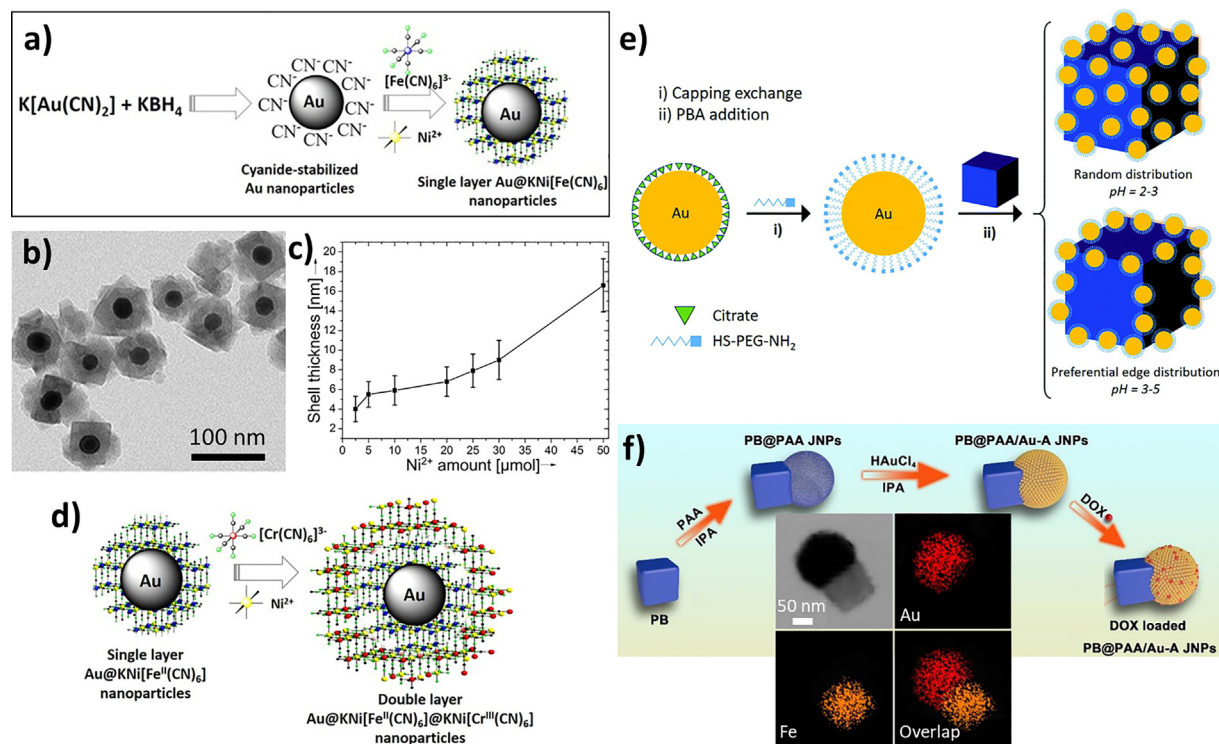 a)
K[Au(CN)2] + KBH4
CN- CN- CN- CN- CN- CN- CN- CN- CN-
Au
Cyanide-stabilized
Au nanoparticles
[Fe(CN)6]3-
Ni2+
Au
Single layer Au@KNi[Fe(CN)6]
nanoparticles
b)
100 nm
c)
Shell thickness [nm]
20
18
16
14
12
10
8
6
4
2
0 5 10 15 20 25 30 35 40 45 50
Ni2+ amount [µmol]
d)
Au
Single layer
Au@KNi[FeII(CN)6]
nanoparticles
[Cr(CN)6]3-
Ni2+
Au
Double layer
Au@KNi[FeII(CN)6]@KNi[CrIII(CN)6]
nanoparticles
e)
i) Capping exchange
ii) PBA addition
Au
i)
Au
ii)
Citrate
HS-PEG-NH2
Random distribution
pH = 2-3
Preferential edge distribution
pH = 3-5
f)
PB
PAA
IPA
PB@PAA JNPs
HAuCl4
IPA
PB@PAA/Au-A JNPs
DOX
DOX loaded
PB@PAA/Au-A JNPs
50 nm
Au
Fe
Overlap